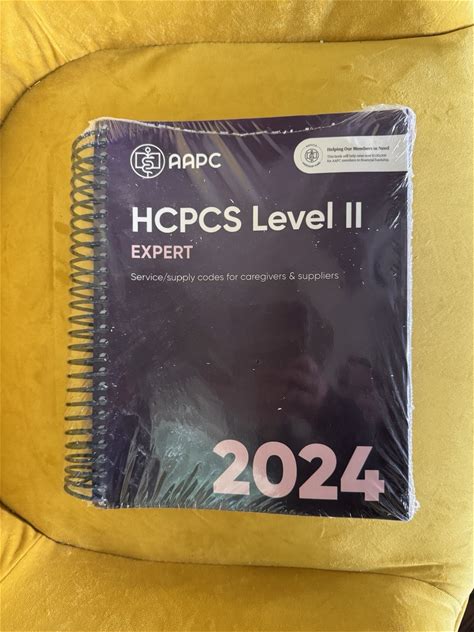 AAPC
Helping Our Members in Need
HCPCS Level II
EXPERT
Service/supply codes for caregivers & suppliers
2024